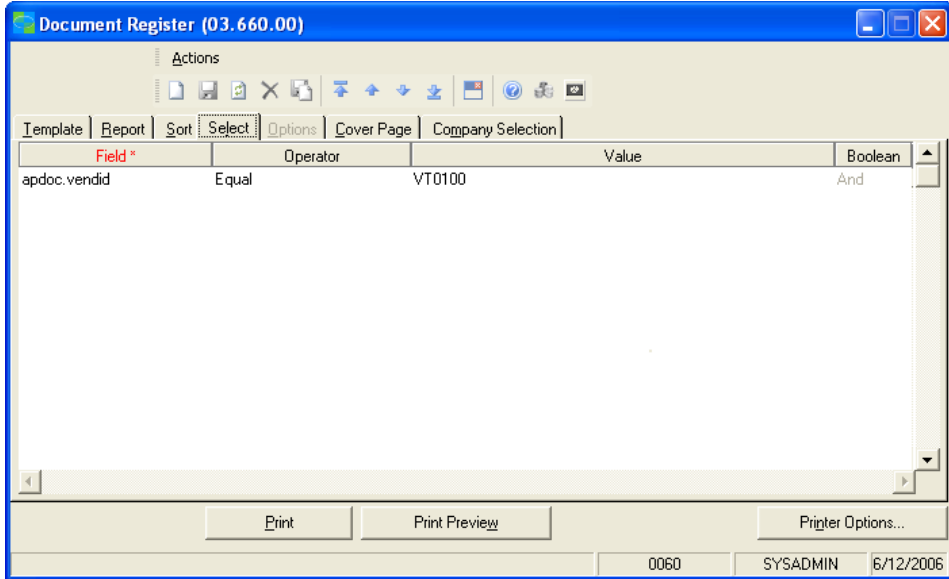 Document Register (03.660.00)
Actions
Template Report Sort Select Options Cover Page Company Selection
Field * Operator Value Boolean
apdoc.vendid Equal VT0100 And
Print Print Preview Printer Options...
0060 SYSADMIN 6/12/2006